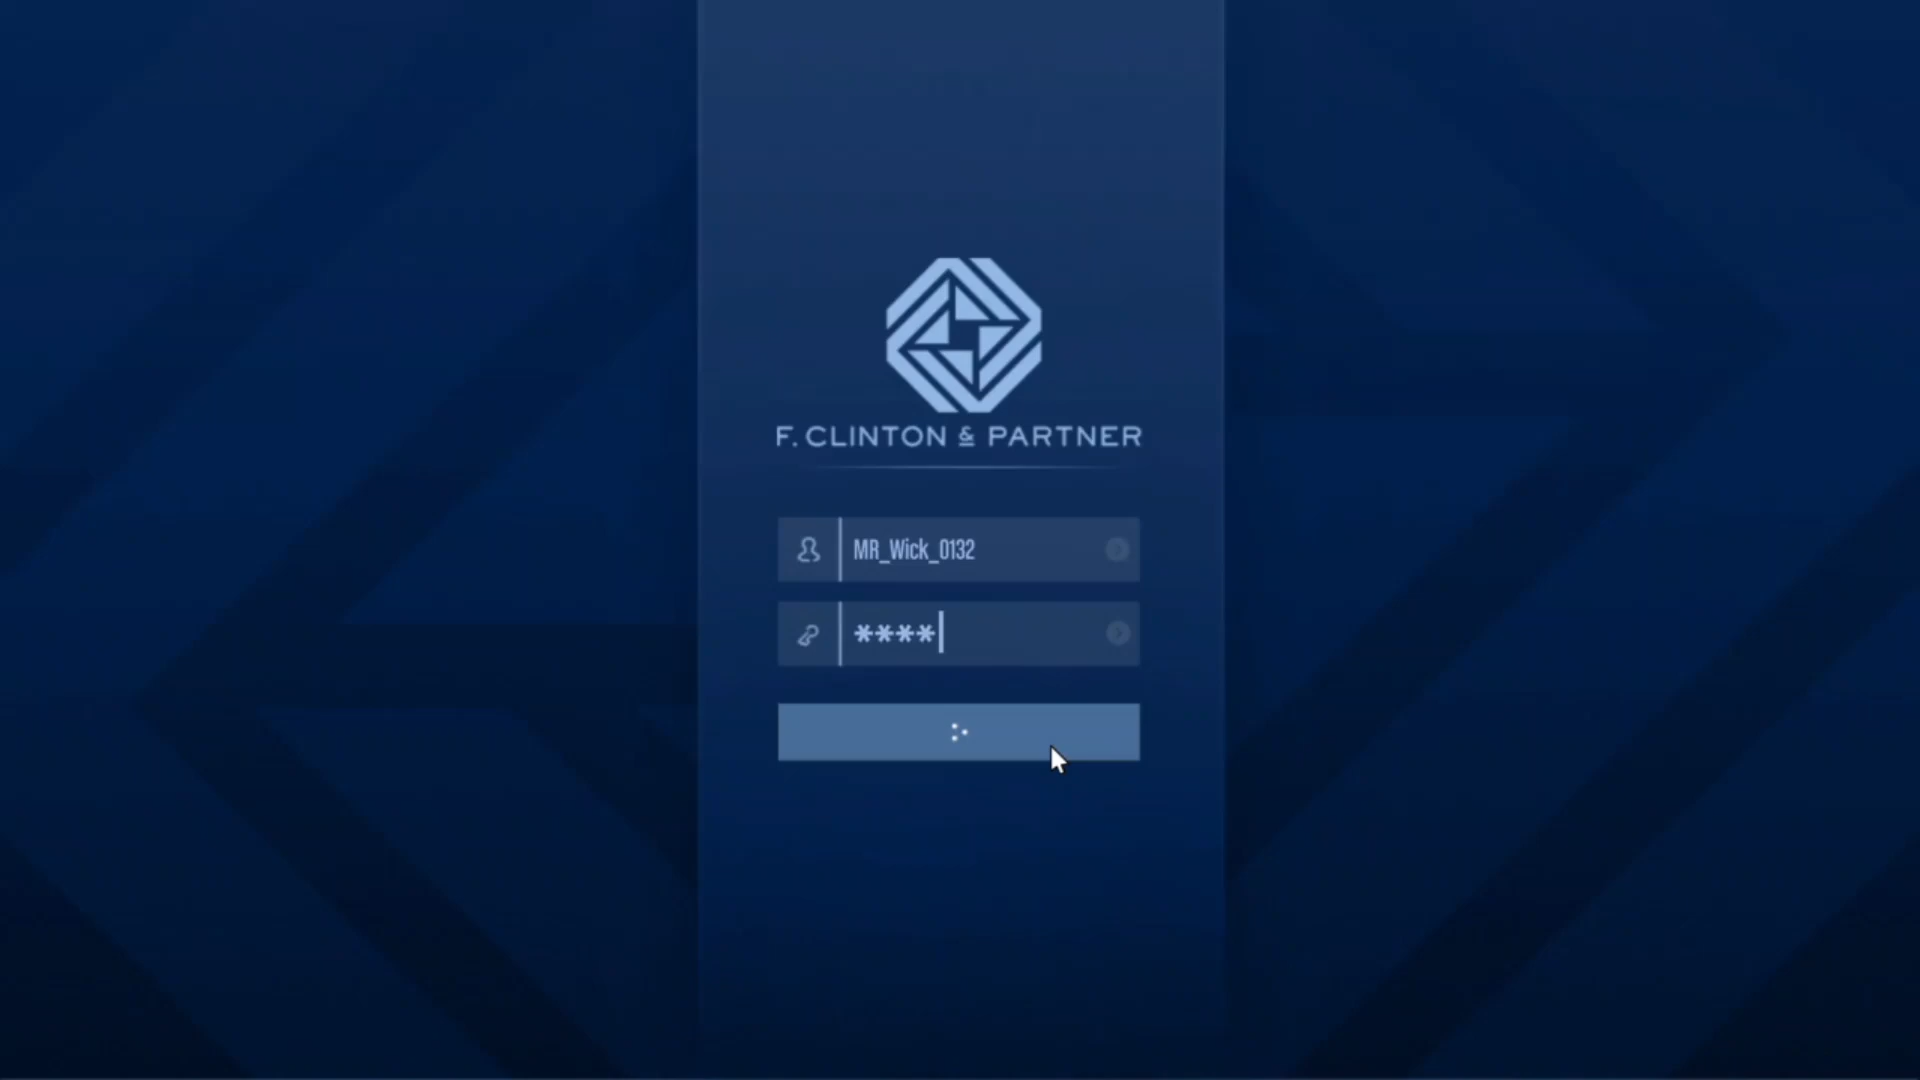 F. CLINTON & PARTNER
MR_Wick_0132
****